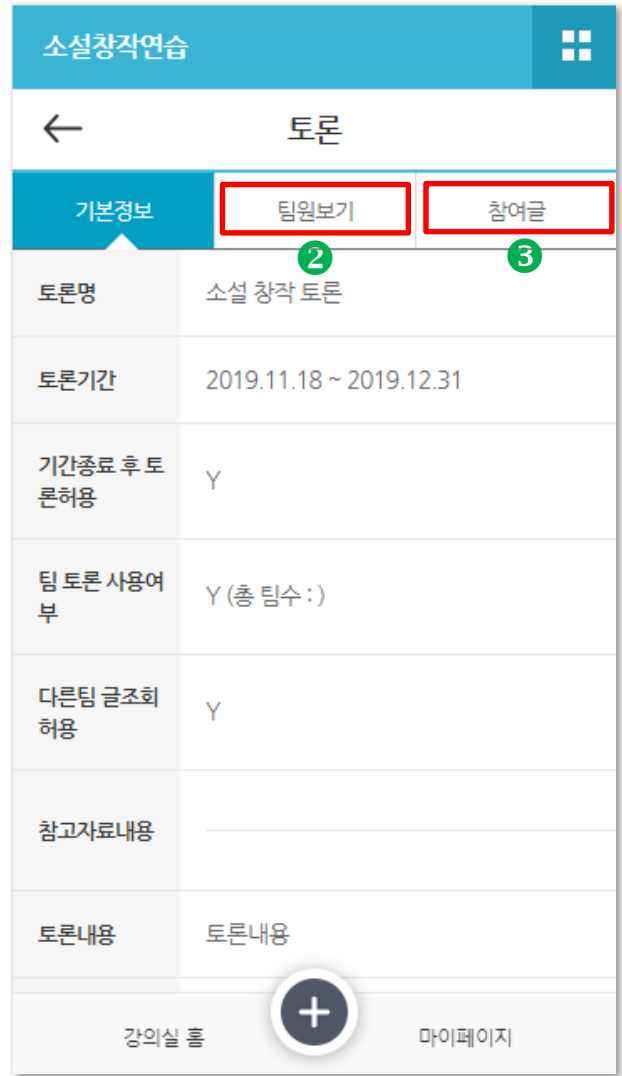 소설창작연습
토론
기본정보 팀원보기 참여글
2 3
토론명 소설 창작 토론
토론기간 2019.11.18 ~ 2019.12.31
기간종료 후 토
론허용
Y
팀 토론 사용여
부
Y (총 팀수 : )
다른팀 글조회
허용
Y
참고자료내용
토론내용 토론내용
강의실 홈 마이페이지